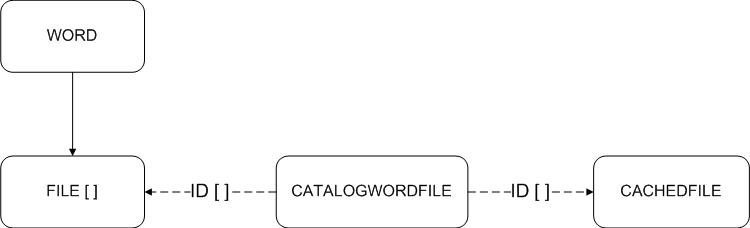 WORD
FILE [ ]
ID [ ]
CATALOGWORDFILE
ID [ ]
CACHEDFILE